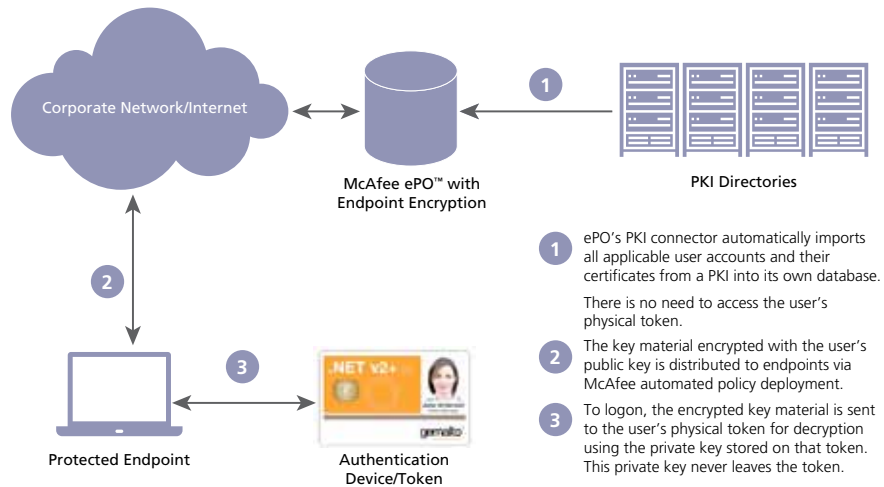 Corporate Network/Internet
1
McAfee ePO™ with
Endpoint Encryption
PKI Directories
2
3
.NET v2+
gemalto
Protected Endpoint
Authentication
Device/Token
1
ePO's PKI connector automatically imports
all applicable user accounts and their
certificates from a PKI into its own database.
There is no need to access the user's
physical token.
2
The key material encrypted with the user's
public key is distributed to endpoints via
McAfee automated policy deployment.
3
To logon, the encrypted key material is sent
to the user's physical token for decryption
using the private key stored on that token.
This private key never leaves the token.